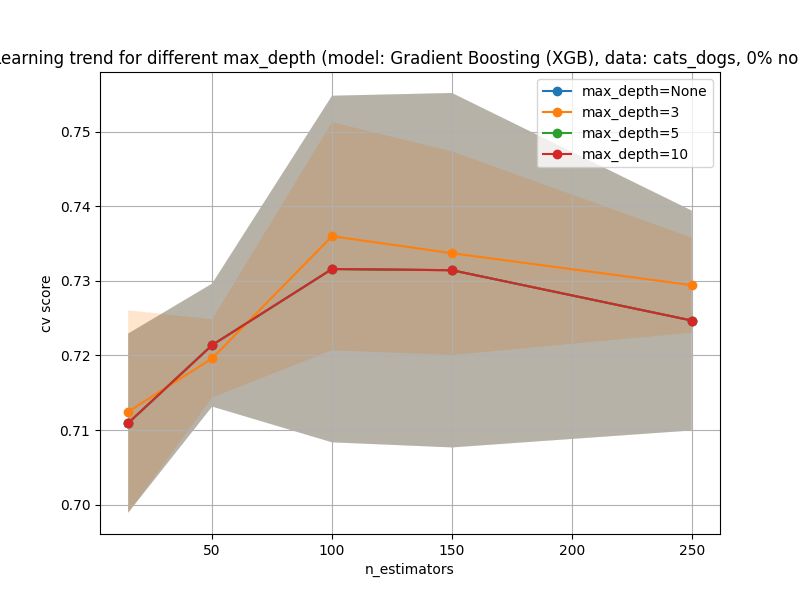 earning trend for different max_depth (model: Gradient Boosting (XGB), data: cats_dogs, 0% no
max_depth=None
max_depth=3
max_depth=5
max_depth=10
0.75
0.74
0.73
0.72
0.71
0.70
cv score
50 100 150 200 250
n_estimators